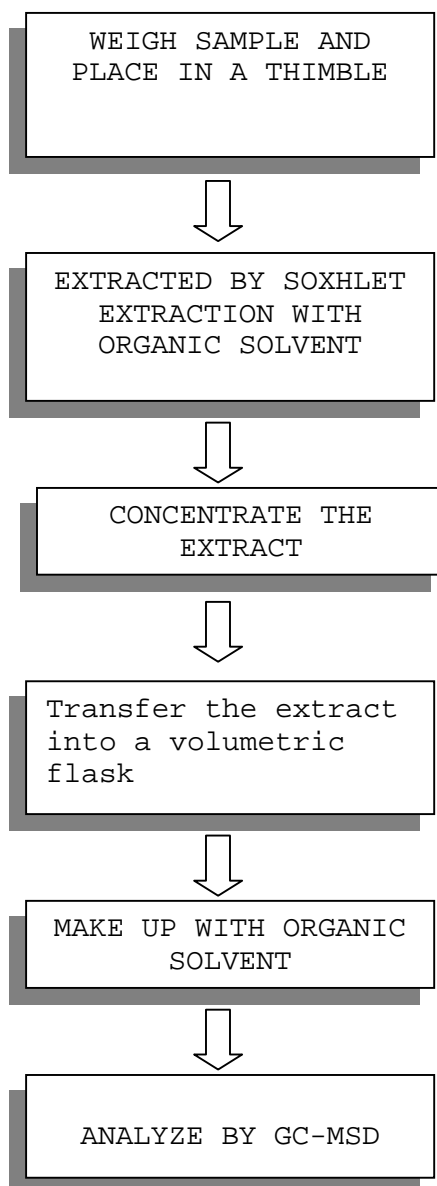 WEIGH SAMPLE AND
PLACE IN A THIMBLE
EXTRACTED BY SOXHLET
EXTRACTION WITH
ORGANIC SOLVENT
CONCENTRATE THE
EXTRACT
Transfer the extract
into a volumetric
flask
MAKE UP WITH ORGANIC
SOLVENT
ANALYZE BY GC-MSD